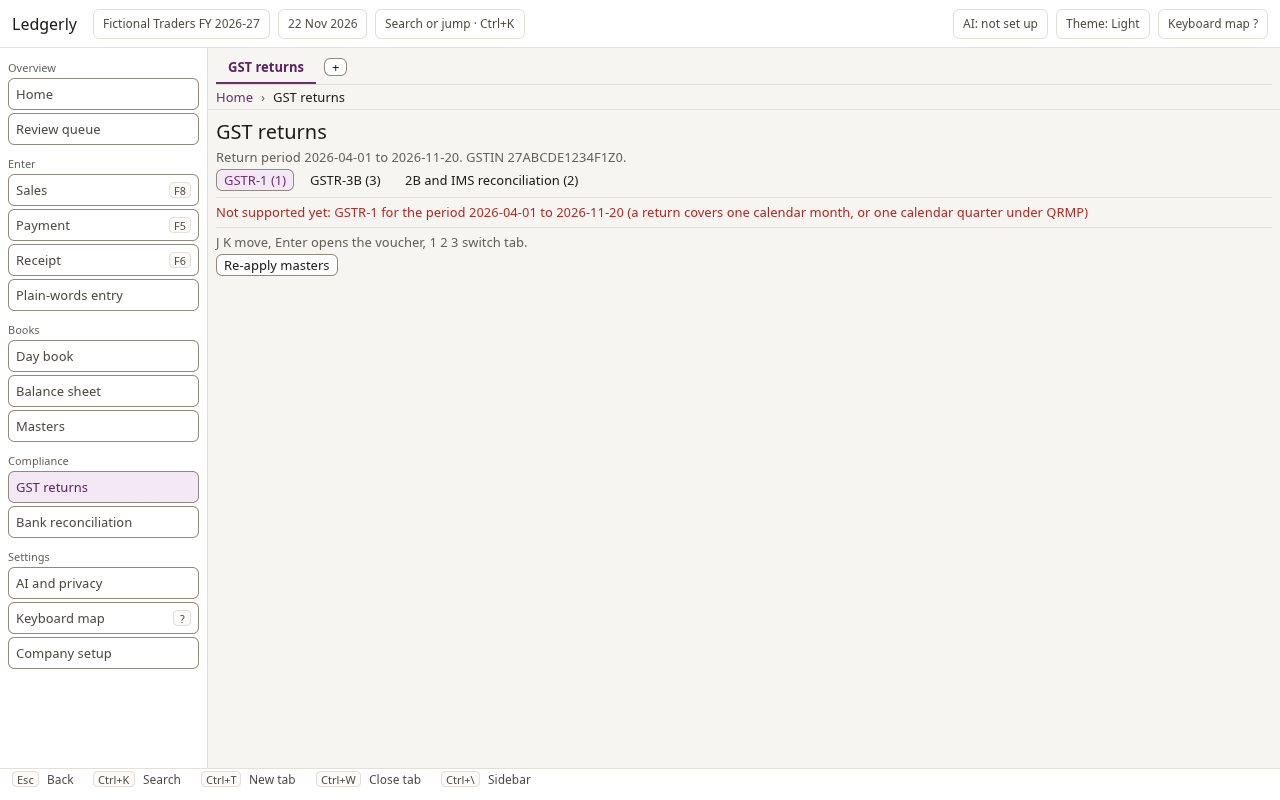 Ledgerly
Fictional Traders FY 2026-27
22 Nov 2026
Search or jump · Ctrl+K
AI: not set up
Theme: Light
Keyboard map ?
Overview
Home
Review queue
Enter
Sales F8
Payment F5
Receipt F6
Plain-words entry
Books
Day book
Balance sheet
Masters
Compliance
GST returns
Bank reconciliation
Settings
AI and privacy
Keyboard map ?
Company setup
GST returns +
Home › GST returns
GST returns
Return period 2026-04-01 to 2026-11-20. GSTIN 27ABCDE1234F1Z0.
GSTR-1 (1) GSTR-3B (3) 2B and IMS reconciliation (2)
Not supported yet: GSTR-1 for the period 2026-04-01 to 2026-11-20 (a return covers one calendar month, or one calendar quarter under QRMP)
J K move, Enter opens the voucher, 1 2 3 switch tab.
Re-apply masters
Esc Back Ctrl+K Search Ctrl+T New tab Ctrl+W Close tab Ctrl+\ Sidebar